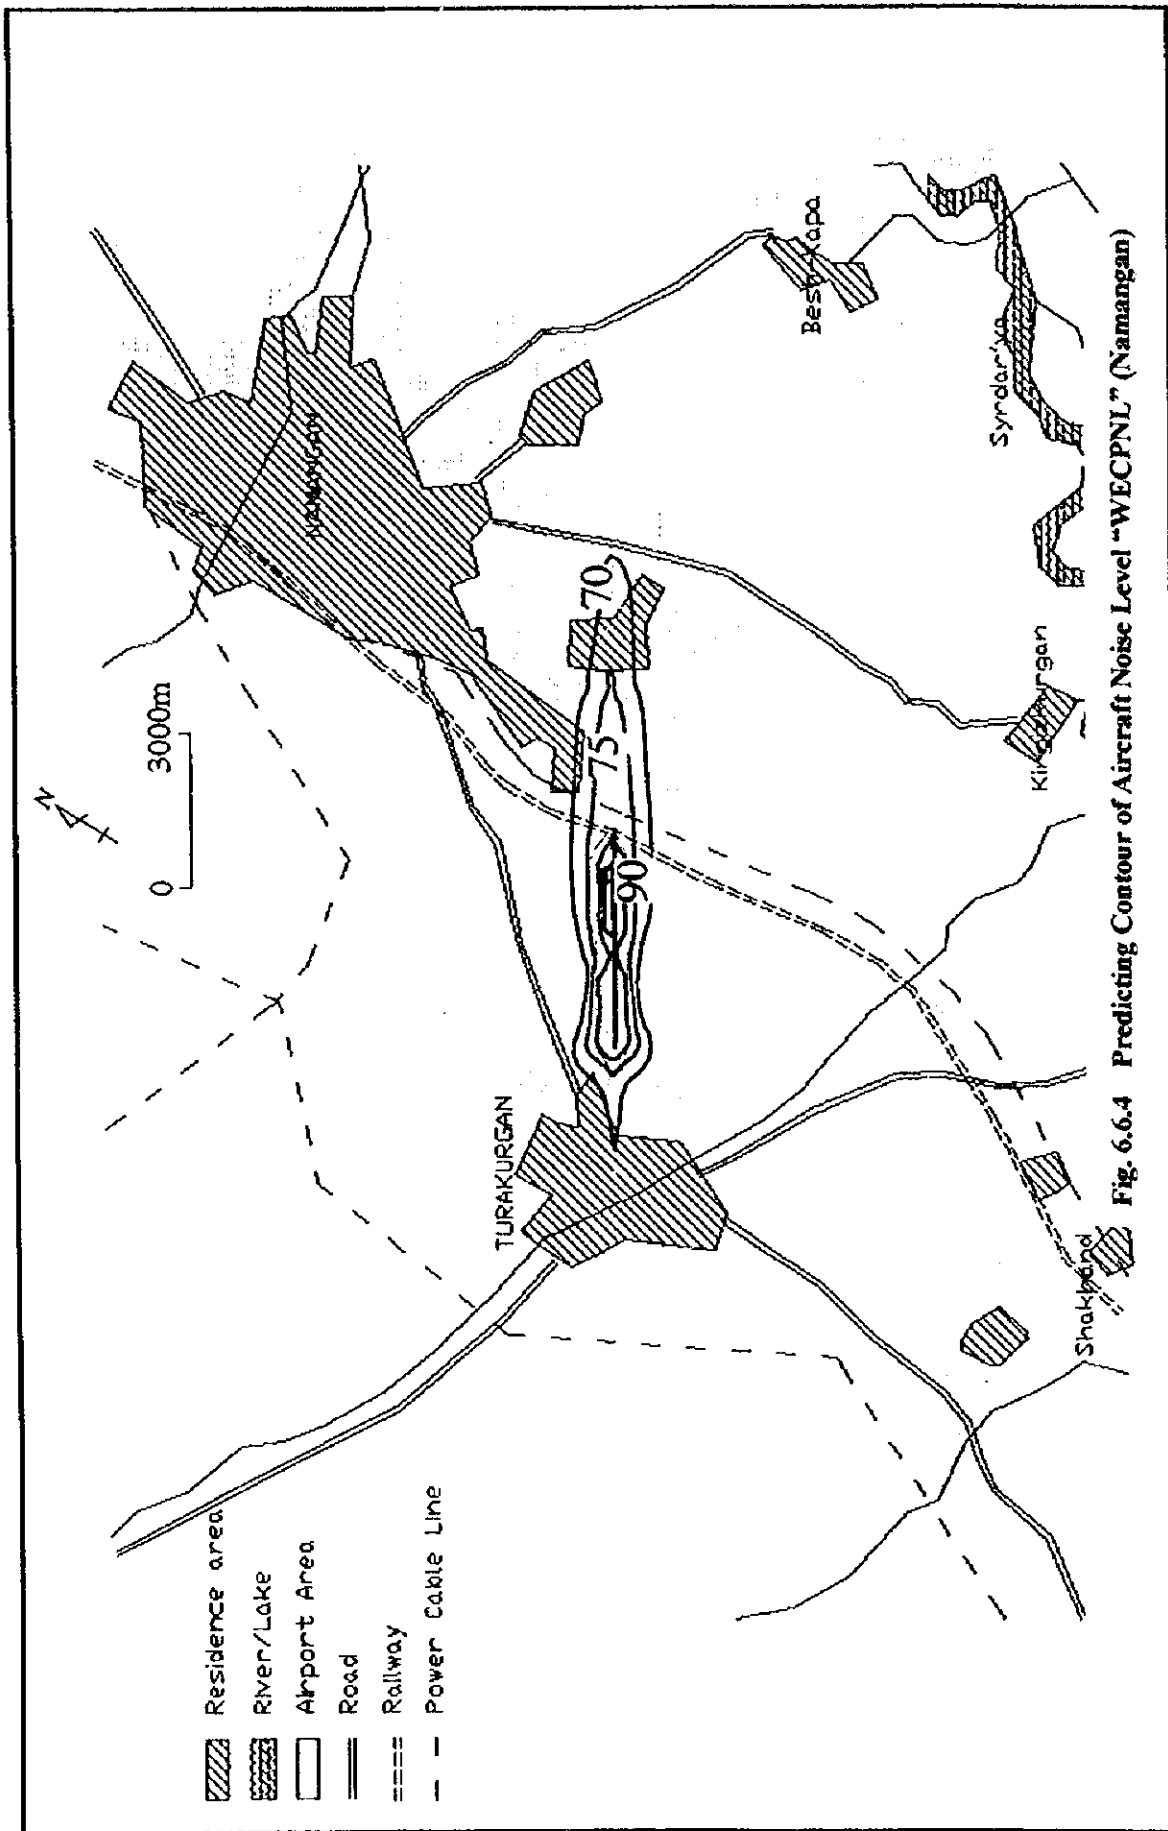 Residence area
River/Lake
Airport Area
Road
Railway
Power Cable Line
N
0 3000m
NAMANGAN
TURAKURGAN
70
75
90
Besh-Kapa
Syrdar'ya
Shakhand
Fig. 6.6.4 Predicting Contour of Aircraft Noise Level "WECPNL" (Namangan)